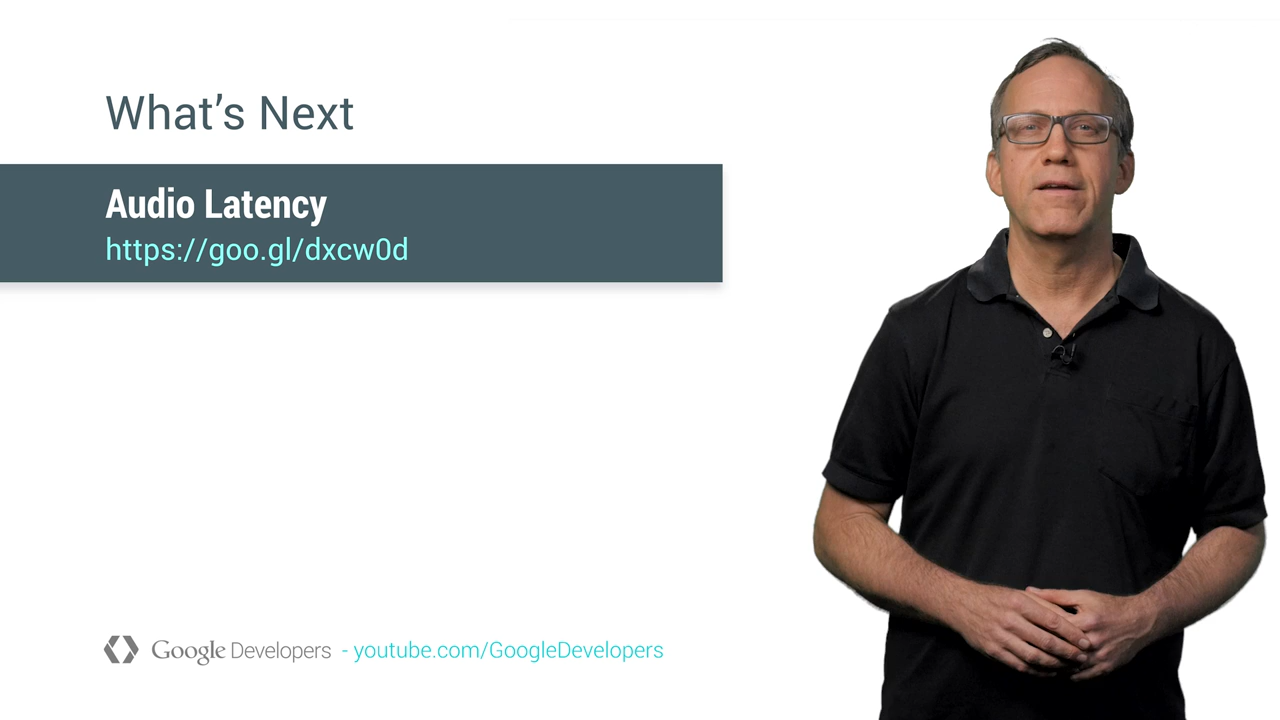 What's Next
Audio Latency
https://goo.gl/dxcw0d
Google Developers - youtube.com/GoogleDevelopers